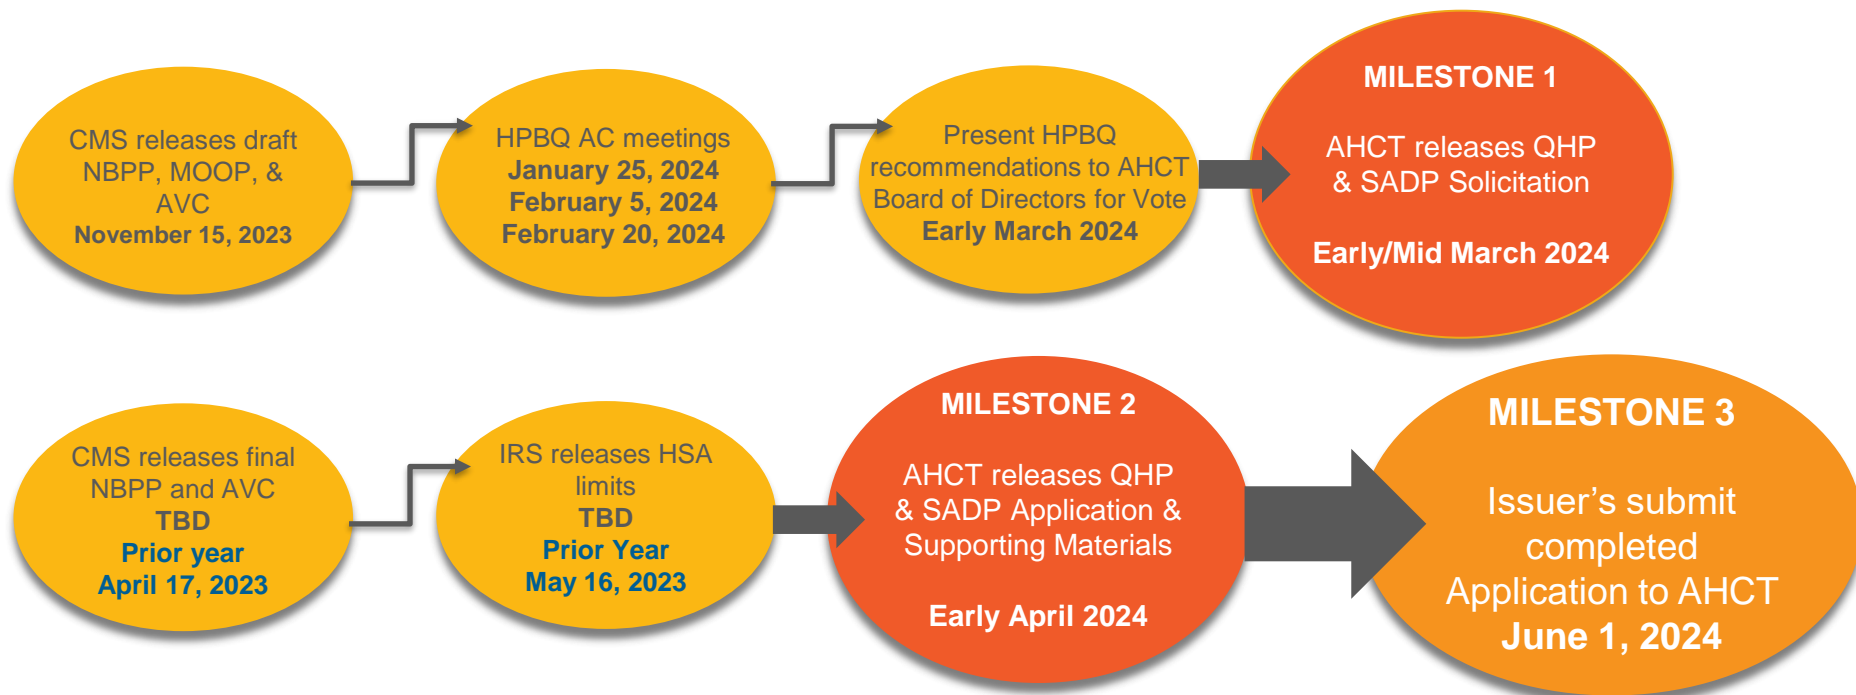 CMS releases draft
NBPP, MOOP, &
AVC
November 15, 2023
HPBQ AC meetings
January 25, 2024
February 5, 2024
February 20, 2024
Present HPBQ
recommendations to AHCT
Board of Directors for Vote
Early March 2024
MILESTONE 1
AHCT releases QHP
& SADP Solicitation
Early/Mid March 2024
CMS releases final
NBPP and AVC
TBD
Prior year
April 17, 2023
IRS releases HSA
limits
TBD
Prior Year
May 16, 2023
MILESTONE 2
AHCT releases QHP
& SADP Application &
Supporting Materials
Early April 2024
MILESTONE 3
Issuer's submit
completed
Application to AHCT
June 1, 2024